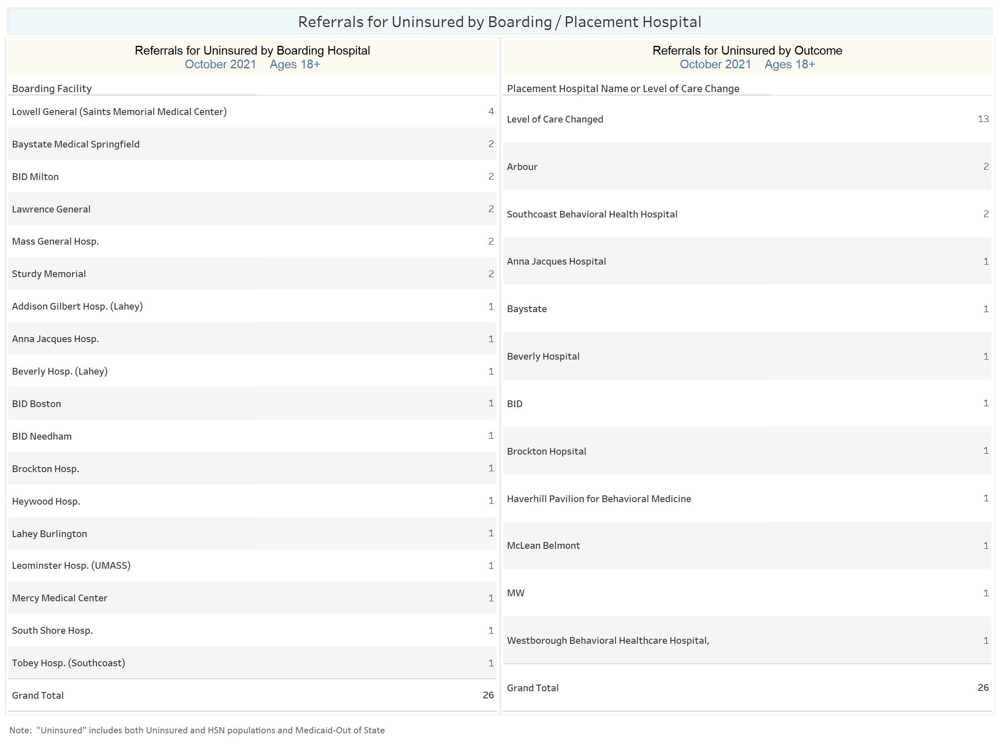 Referrals for Uninsured by Boarding / Placement Hospital
Referrals for Uninsured by Boarding Hospital
October 2021 Ages 18+
Boarding Facility
Lowell General (Saints Memorial Medical Center) 4
Baystate Medical Springfield 2
BID Milton 2
Lawrence General 2
Mass General Hosp. 2
Sturdy Memorial 2
Addison Gilbert Hosp. (Lahey) 1
Anna Jacques Hosp. 1
Beverly Hosp. (Lahey) 1
BID Boston 1
BID Needham 1
Brockton Hosp. 1
Heywood Hosp. 1
Lahey Burlington 1
Leominster Hosp. (UMASS) 1
Mercy Medical Center 1
South Shore Hosp. 1
Tobey Hosp. (Southcoast) 1
Grand Total 26
Referrals for Uninsured by Outcome
October 2021 Ages 18+
Placement Hospital Name or Level of Care Change
Level of Care Changed 13
Arbour 2
Southcoast Behavioral Health Hospital 2
Anna Jacques Hospital 1
Baystate 1
Beverly Hospital 1
BID 1
Brockton Hopsital 1
Haverhill Pavilion for Behavioral Medicine 1
McLean Belmont 1
MW 1
Westborough Behavioral Healthcare Hospital, 1
Grand Total 26
Note: "Uninsured" includes both Uninsured and HSN populations and Medicaid-Out of State